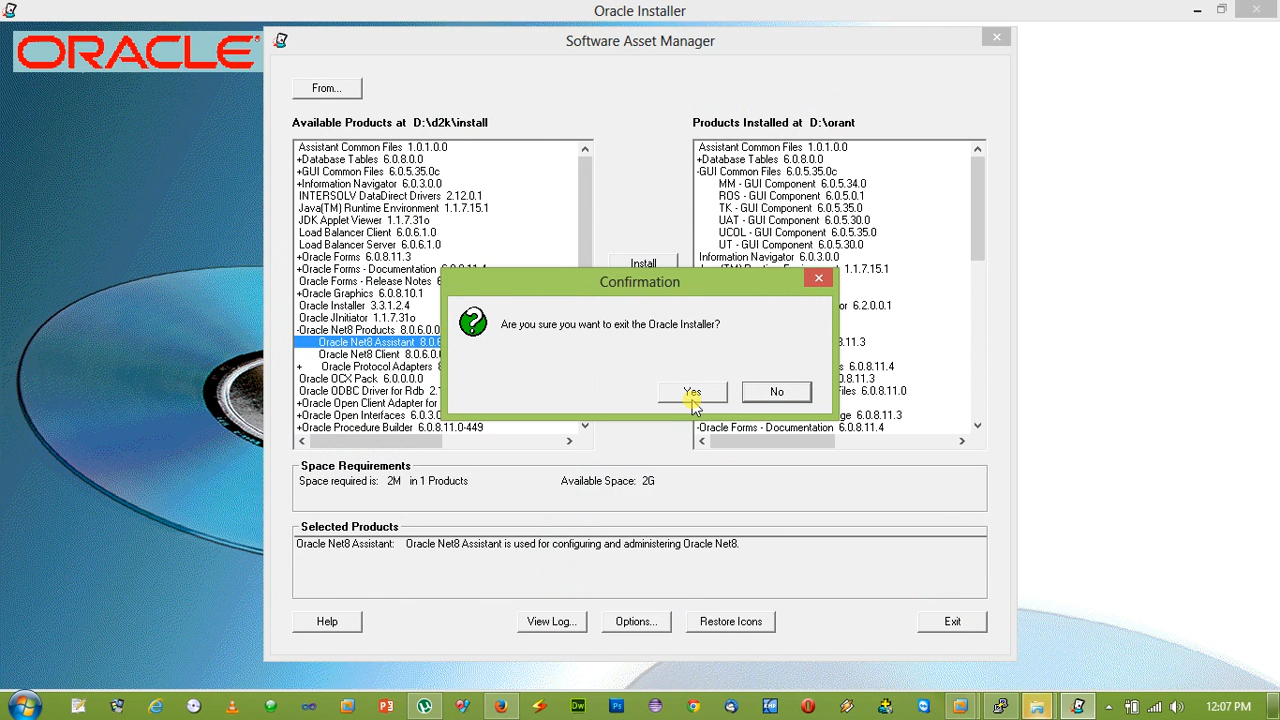 Oracle Installer
ORACLE
Software Asset Manager
From...
Available Products at D:\d2k\install
Assistant Common Files 1.0.1.0.0
+Database Tables 6.0.8.0.0
+GUI Common Files 6.0.5.35.0c
+Information Navigator 6.0.3.0.0
INTERSOLV DataDirect Drivers 2.12.0.1
Java(TM) Runtime Environment 1.1.7.15.1
JDK Applet Viewer 1.1.7.31o
Load Balancer Client 6.0.6.1.0
Load Balancer Server 6.0.6.1.0
+Oracle Forms 6.0.8.11.3
+Oracle Forms - Documentation 6.0.8.11.4
Oracle Forms - Release Notes
+Oracle Graphics 6.0.8.10.1
Oracle Installer 3.3.1.2.4
Oracle JInitiator 1.1.7.31o
-Oracle Net8 Products 8.0.6.0.0
Oracle Net8 Assistant 8.0.6
Oracle Net8 Client 8.0.6.0.0
+ Oracle Protocol Adapters 8
Oracle OCX Pack 6.0.0.0.0
Oracle ODBC Driver for Rdb 2.
+Oracle Open Client Adapter for
+Oracle Open Interfaces 6.0.3.
+Oracle Procedure Builder 6.0.8.11.0-449
Install
Products Installed at D:\orant
Assistant Common Files 1.0.1.0.0
+Database Tables 6.0.8.0.0
-GUI Common Files 6.0.5.35.0c
MM - GUI Component 6.0.5.34.0
ROS - GUI Component 6.0.5.0.1
TK - GUI Component 6.0.5.35.0
UAT - GUI Component 6.0.5.30.0
UCOL - GUI Component 6.0.5.35.0
UT - GUI Component 6.0.5.30.0
Information Navigator 6.0.3.0.0
1.1.7.15.1
or 6.2.0.0.1
11.3
6.0.8.11.4
8.11.3
Files 6.0.8.11.0
ge 6.0.8.11.3
-Oracle Forms - Documentation 6.0.8.11.4
Confirmation
Are you sure you want to exit the Oracle Installer?
Yes
No
Space Requirements
Space required is: 2M in 1 Products
Available Space: 2G
Selected Products
Oracle Net8 Assistant: Oracle Net8 Assistant is used for configuring and administering Oracle Net8.
Help
View Log...
Options...
Restore Icons
Exit
12:07 PM